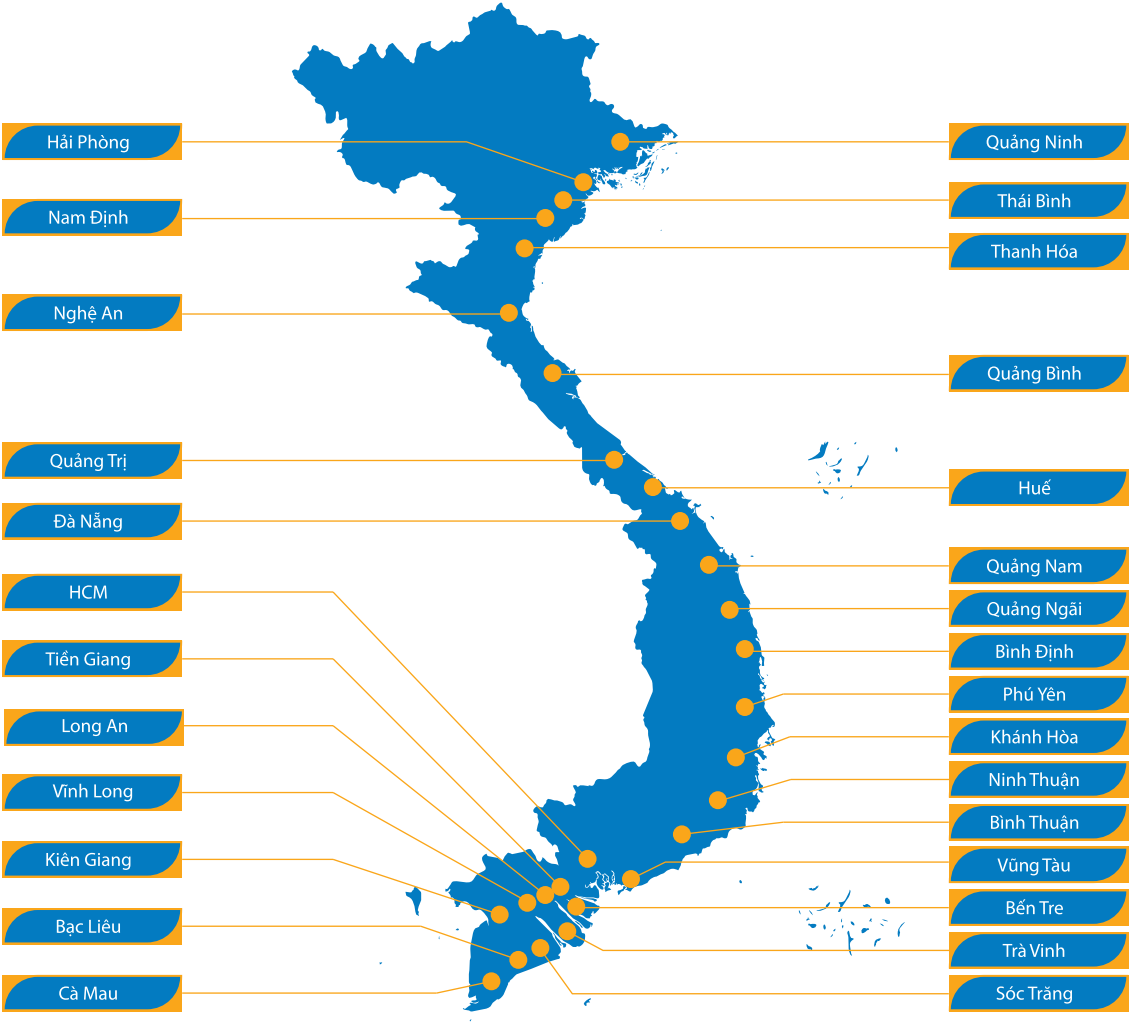 Hải Phòng
Nam Định
Nghệ An
Quảng Trị
Đà Nẵng
HCM
Tiền Giang
Long An
Vĩnh Long
Kiên Giang
Bạc Liêu
Cà Mau
Quảng Ninh
Thái Bình
Thanh Hóa
Quảng Bình
Huế
Quảng Nam
Quảng Ngãi
Bình Định
Phú Yên
Khánh Hòa
Ninh Thuận
Bình Thuận
Vũng Tàu
Bến Tre
Trà Vinh
Sóc Trăng